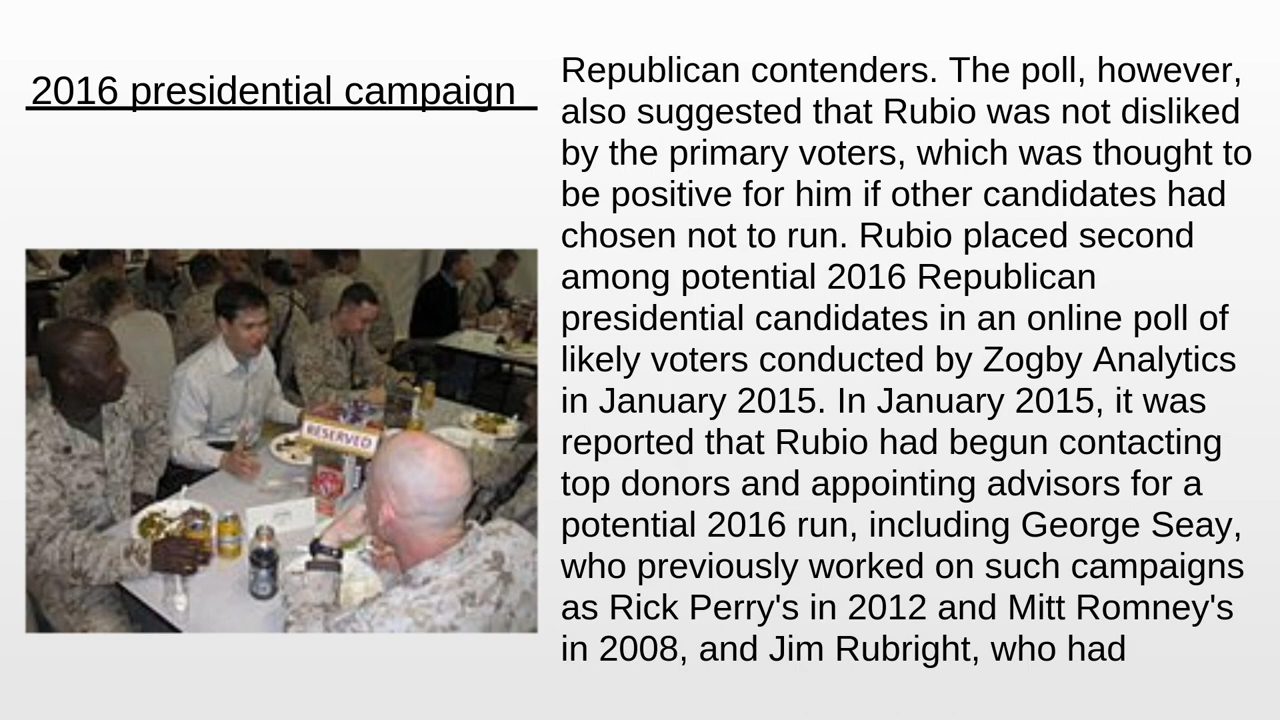 2016 presidential campaign
Republican contenders. The poll, however,
also suggested that Rubio was not disliked
by the primary voters, which was thought to
be positive for him if other candidates had
chosen not to run. Rubio placed second
among potential 2016 Republican
presidential candidates in an online poll of
likely voters conducted by Zogby Analytics
in January 2015. In January 2015, it was
reported that Rubio had begun contacting
top donors and appointing advisors for a
potential 2016 run, including George Seay,
who previously worked on such campaigns
as Rick Perry's in 2012 and Mitt Romney's
in 2008, and Jim Rubright, who had
RESERVED